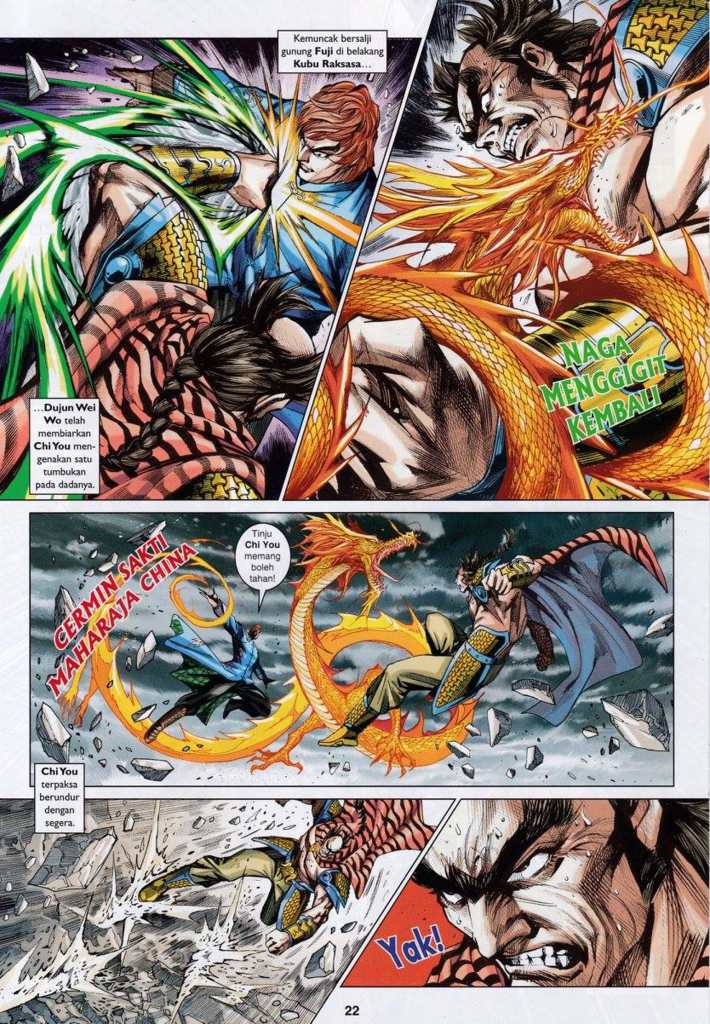 Kemuncak bersalji
gunung Fuji di belakang
Kubu Raksasa...
...Dujun Wei
Wo telah
membiarkan
Chi You men-
genakan satu
tumbukan
pada dadanya.
NAGA
MENGGIGIT
KEMBALI
CERMIN SAKTI
MAHARAJA CHINA
Tinju
Chi You
memang
boleh
tahan!
Chi You
terpaksa
berundur
dengan
segera.
Yak!
22